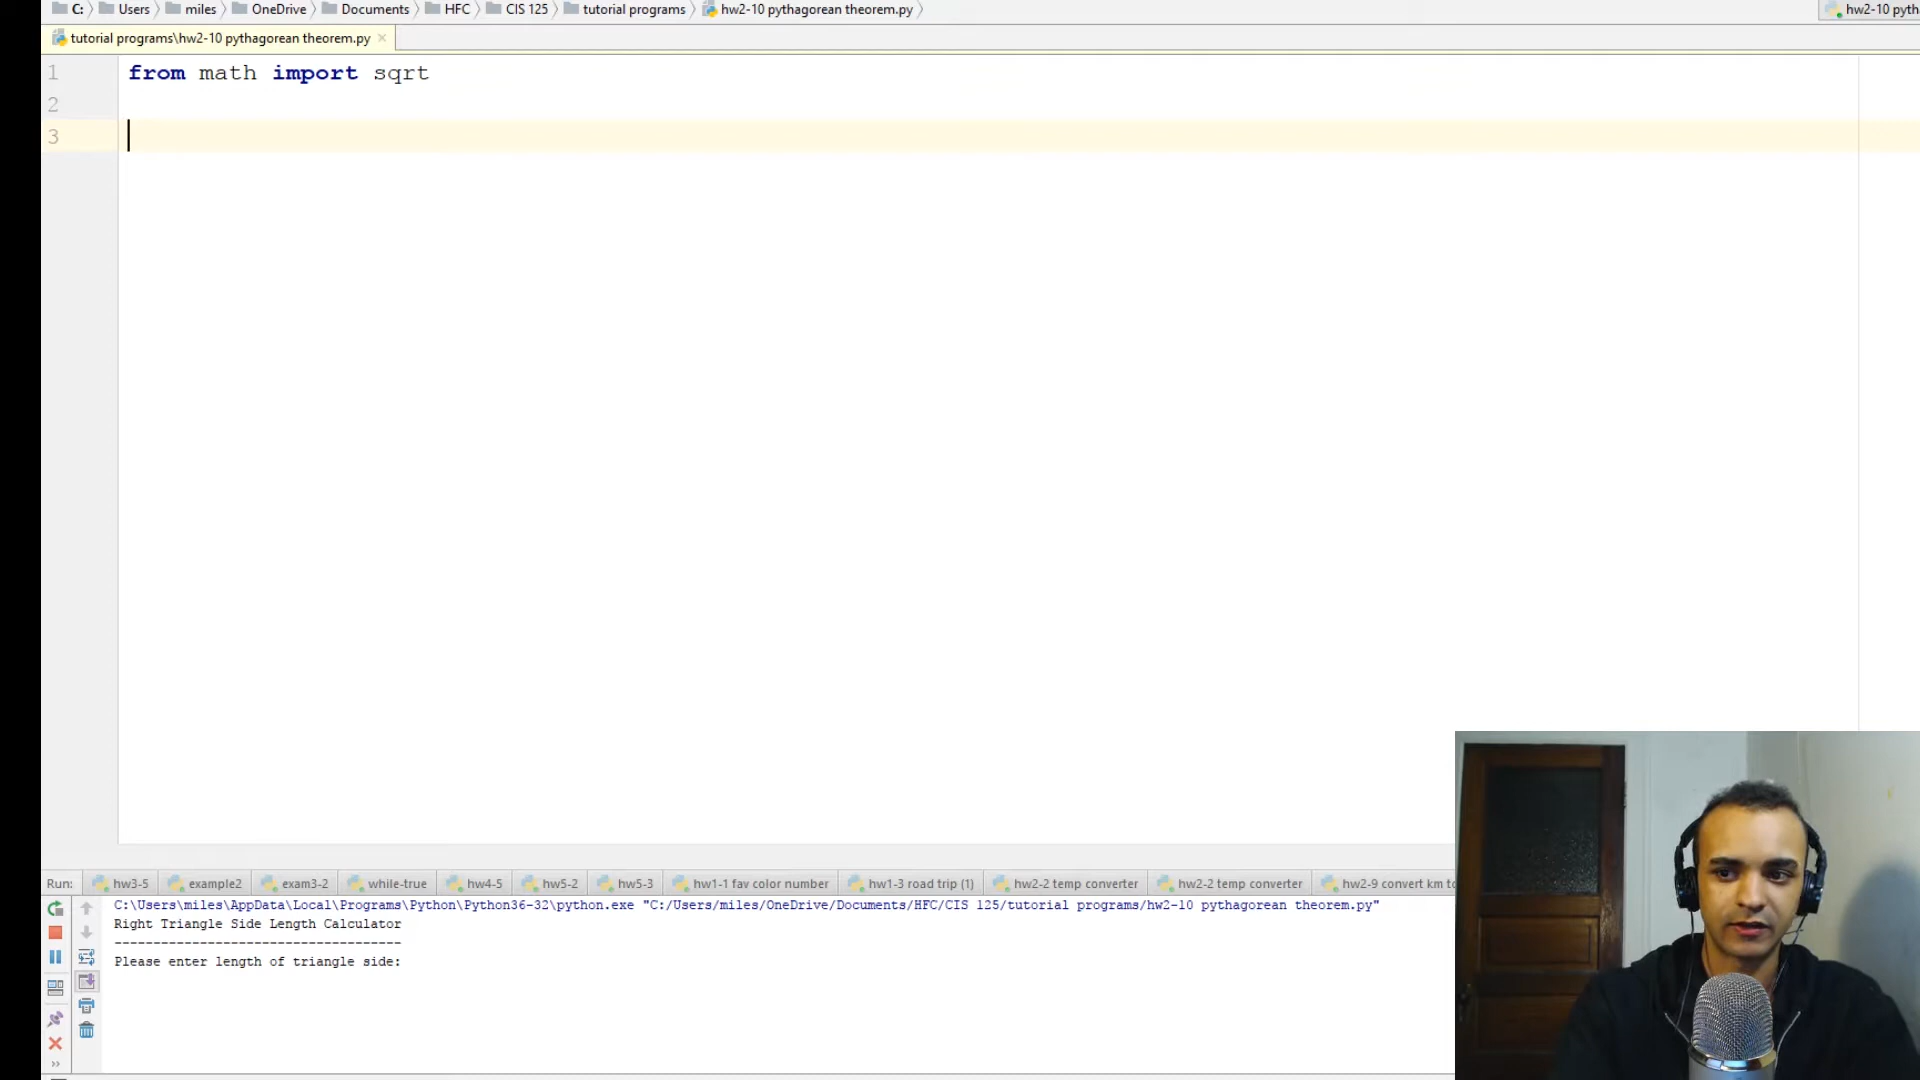 C: Users miles OneDrive Documents HFC CIS 125 tutorial programs hw2-10 pythagorean theorem.py hw2-10 pyth
tutorial programs\hw2-10 pythagorean theorem.py
1 from math import sqrt
2
3
Run: hw3-5 example2 exam3-2 while-true hw4-5 hw5-2 hw5-3 hw1-1 fav color number hw1-3 road trip (1) hw2-2 temp converter hw2-2 temp converter hw2-9 convert km to
C:\Users\miles\AppData\Local\Programs\Python\Python36-32\python.exe "C:/Users/miles/OneDrive/Documents/HFC/CIS 125/tutorial programs/hw2-10 pythagorean theorem.py"
Right Triangle Side Length Calculator
-------------------------------------
Please enter length of triangle side: